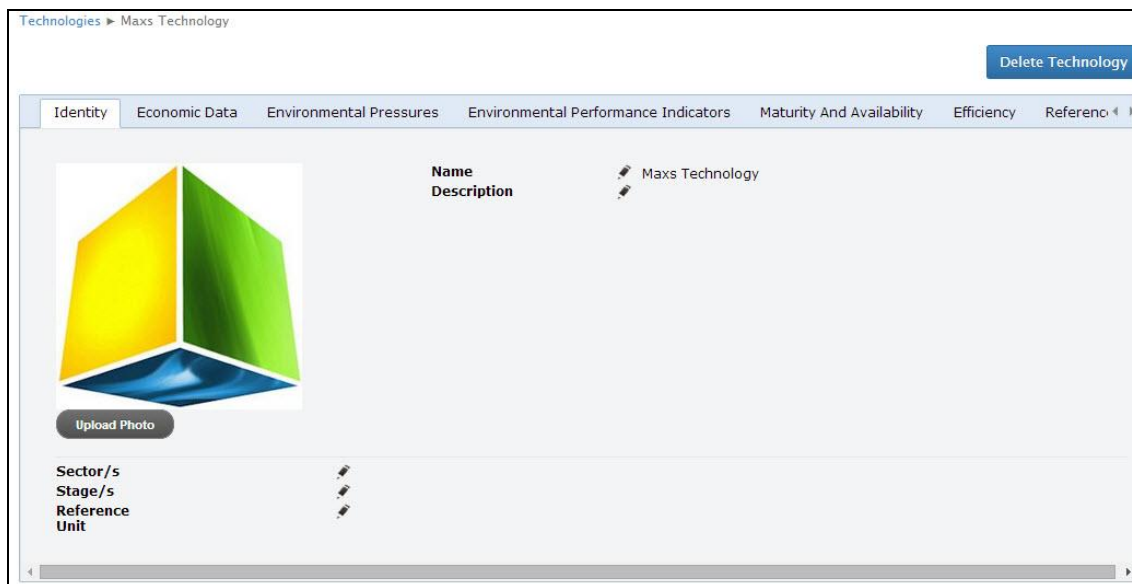 Technologies ► Maxs Technology
Delete Technology
Identity Economic Data Environmental Pressures Environmental Performance Indicators Maturity And Availability Efficiency Referenc
Name Maxs Technology
Description
Upload Photo
Sector/s
Stage/s
Reference
Unit